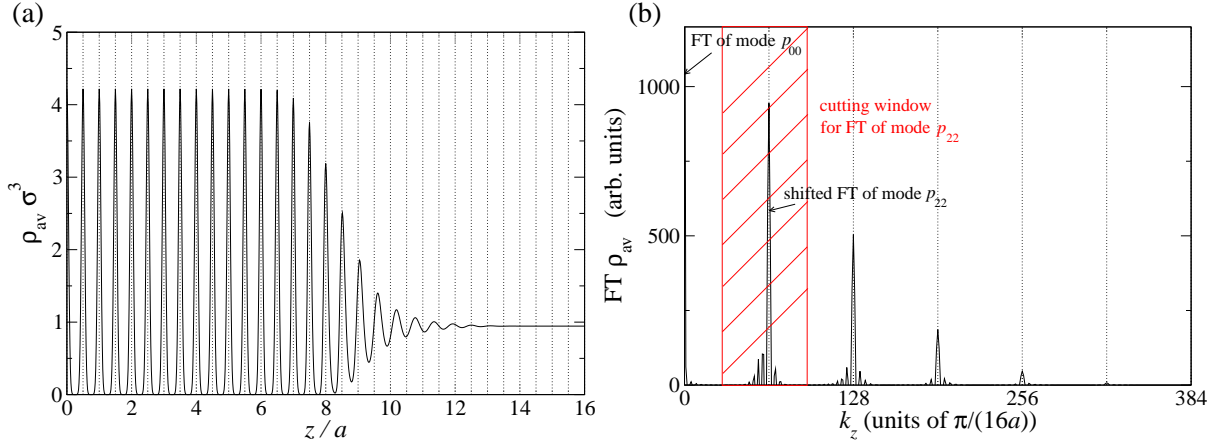 (a)
5
4
3
2
1
0
ρav σ3
0 2 4 6 8 10 12 14 16
z / a
(b)
FT of mode p00
1000
500
0
FT ρav (arb. units)
cutting window
for FT of mode p22
shifted FT of mode p22
0 128 256 384
kz (units of π/(16a))